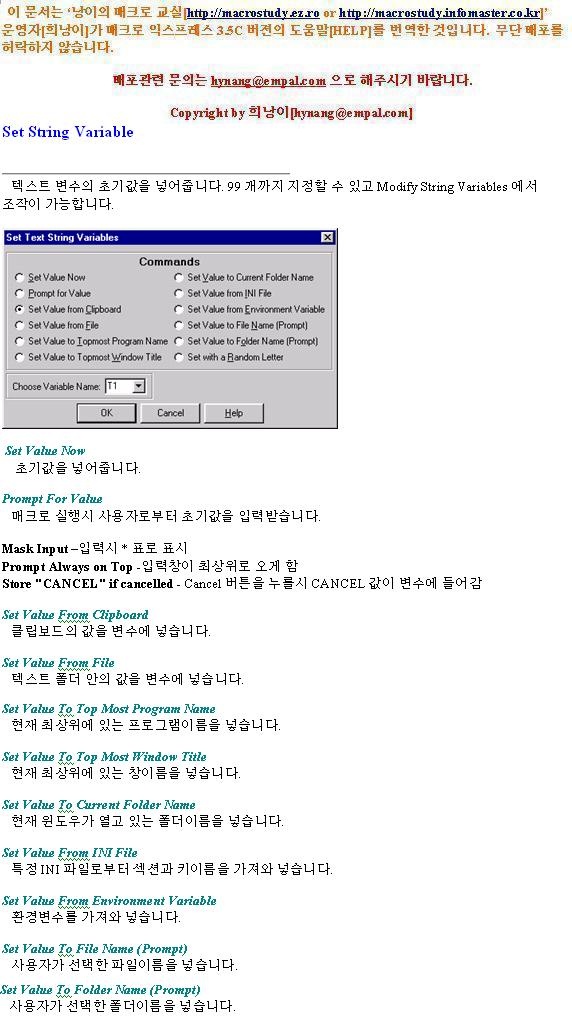 이 문서는 ‘낭이의 매크로 교실[http://macrostudy.ez.ro or http://macrostudy.infomaster.co.kr]’
운영자[희낭이]가 매크로 익스프레스 3.5C 버젼의 도움말[HELP]를 번역한 것입니다. 무단 배포를
허락하지 않습니다.
배포관련 문의는 hynang@empal.com 으로 해주시기 바랍니다.
Copyright by 희낭이[hynang@empal.com]
Set String Variable
텍스트 변수의 초기값을 넣어줍니다. 99 개까지 지정할 수 있고 Modify String Variables 에서
조작이 가능합니다.
Set Text String Variables
Commands
Set Value Now
Set Value to Current Folder Name
Prompt for Value
Set Value from INI File
Set Value from Clipboard
Set Value from Environment Variable
Set Value from File
Set Value to File Name (Prompt)
Set Value to Topmost Program Name
Set Value to Folder Name (Prompt)
Set Value to Topmost Window Title
Set with a Random Letter
Choose Variable Name: T1
OK Cancel Help
Set Value Now
초기값을 넣어줍니다.
Prompt For Value
매크로 실행시 사용자로부터 초기값을 입력받습니다.
Mask Input –입력시 * 표로 표시
Prompt Always on Top -입력창이 최상위로 오게 함
Store "CANCEL" if cancelled - Cancel 버튼을 누를시 CANCEL 값이 변수에 들어감
Set Value From Clipboard
클립보드의 값을 변수에 넣습니다.
Set Value From File
텍스트 폴더 안의 값을 변수에 넣습니다.
Set Value To Top Most Program Name
현재 최상위에 있는 프로그램이름을 넣습니다.
Set Value To Top Most Window Title
현재 최상위에 있는 창이름을 넣습니다.
Set Value To Current Folder Name
현재 윈도우가 열고 있는 폴더이름을 넣습니다.
Set Value From INI File
특정 INI 파일로부터 섹션과 키이름을 가져와 넣습니다.
Set Value From Environment Variable
환경변수를 가져와 넣습니다.
Set Value To File Name (Prompt)
사용자가 선택한 파일이름을 넣습니다.
Set Value To Folder Name (Prompt)
사용자가 선택한 폴더이름을 넣습니다.